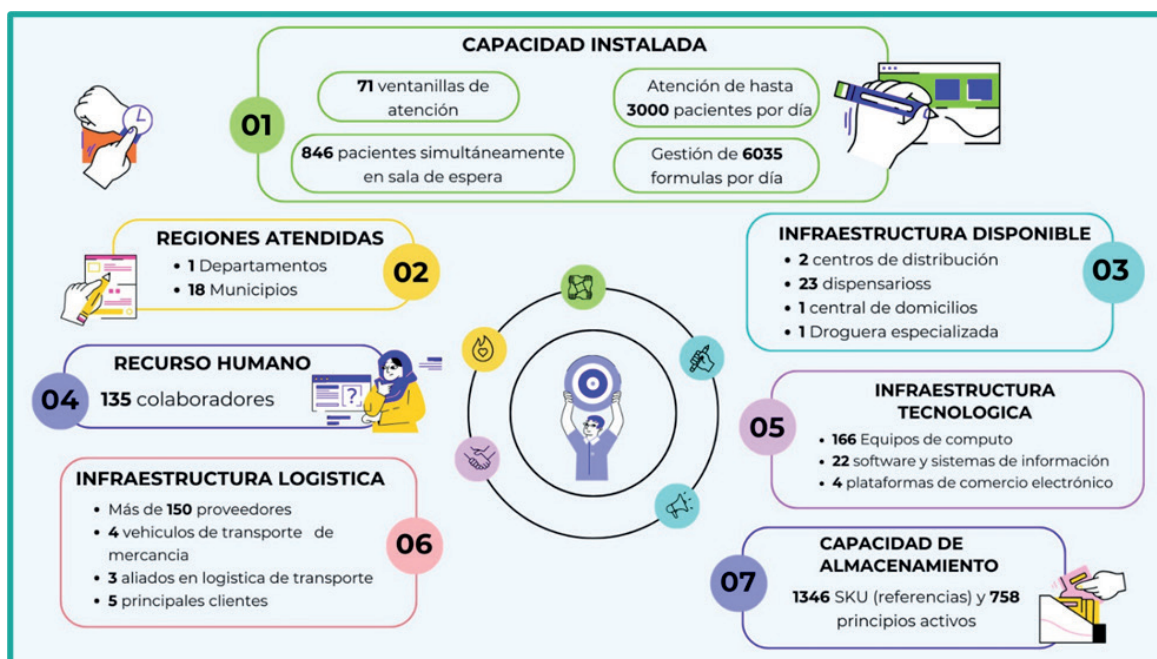 CAPACIDAD INSTALADA
01
71 ventanillas de
atención
Atención de hasta
3000 pacientes por día
846 pacientes simultáneamente
en sala de espera
Gestión de 6035
formulas por día
REGIONES ATENDIDAS
02
• 1 Departamentos
• 18 Municipios
INFRAESTRUCTURA DISPONIBLE
03
• 2 centros de distribución
• 23 dispensarioss
• 1 central de domicilios
• 1 Droguera especializada
04
RECURSO HUMANO
135 colaboradores
?
05
INFRAESTRUCTURA
TECNOLOGICA
• 166 Equipos de computo
• 22 software y sistemas de información
• 4 plataformas de comercio electrónico
INFRAESTRUCTURA LOGISTICA
06
• Más de 150 proveedores
• 4 vehiculos de transporte de
mercancia
• 3 aliados en logistica de transporte
• 5 principales clientes
07
CAPACIDAD DE
ALMACENAMIENTO
1346 SKU (referencias) y 758
principios activos